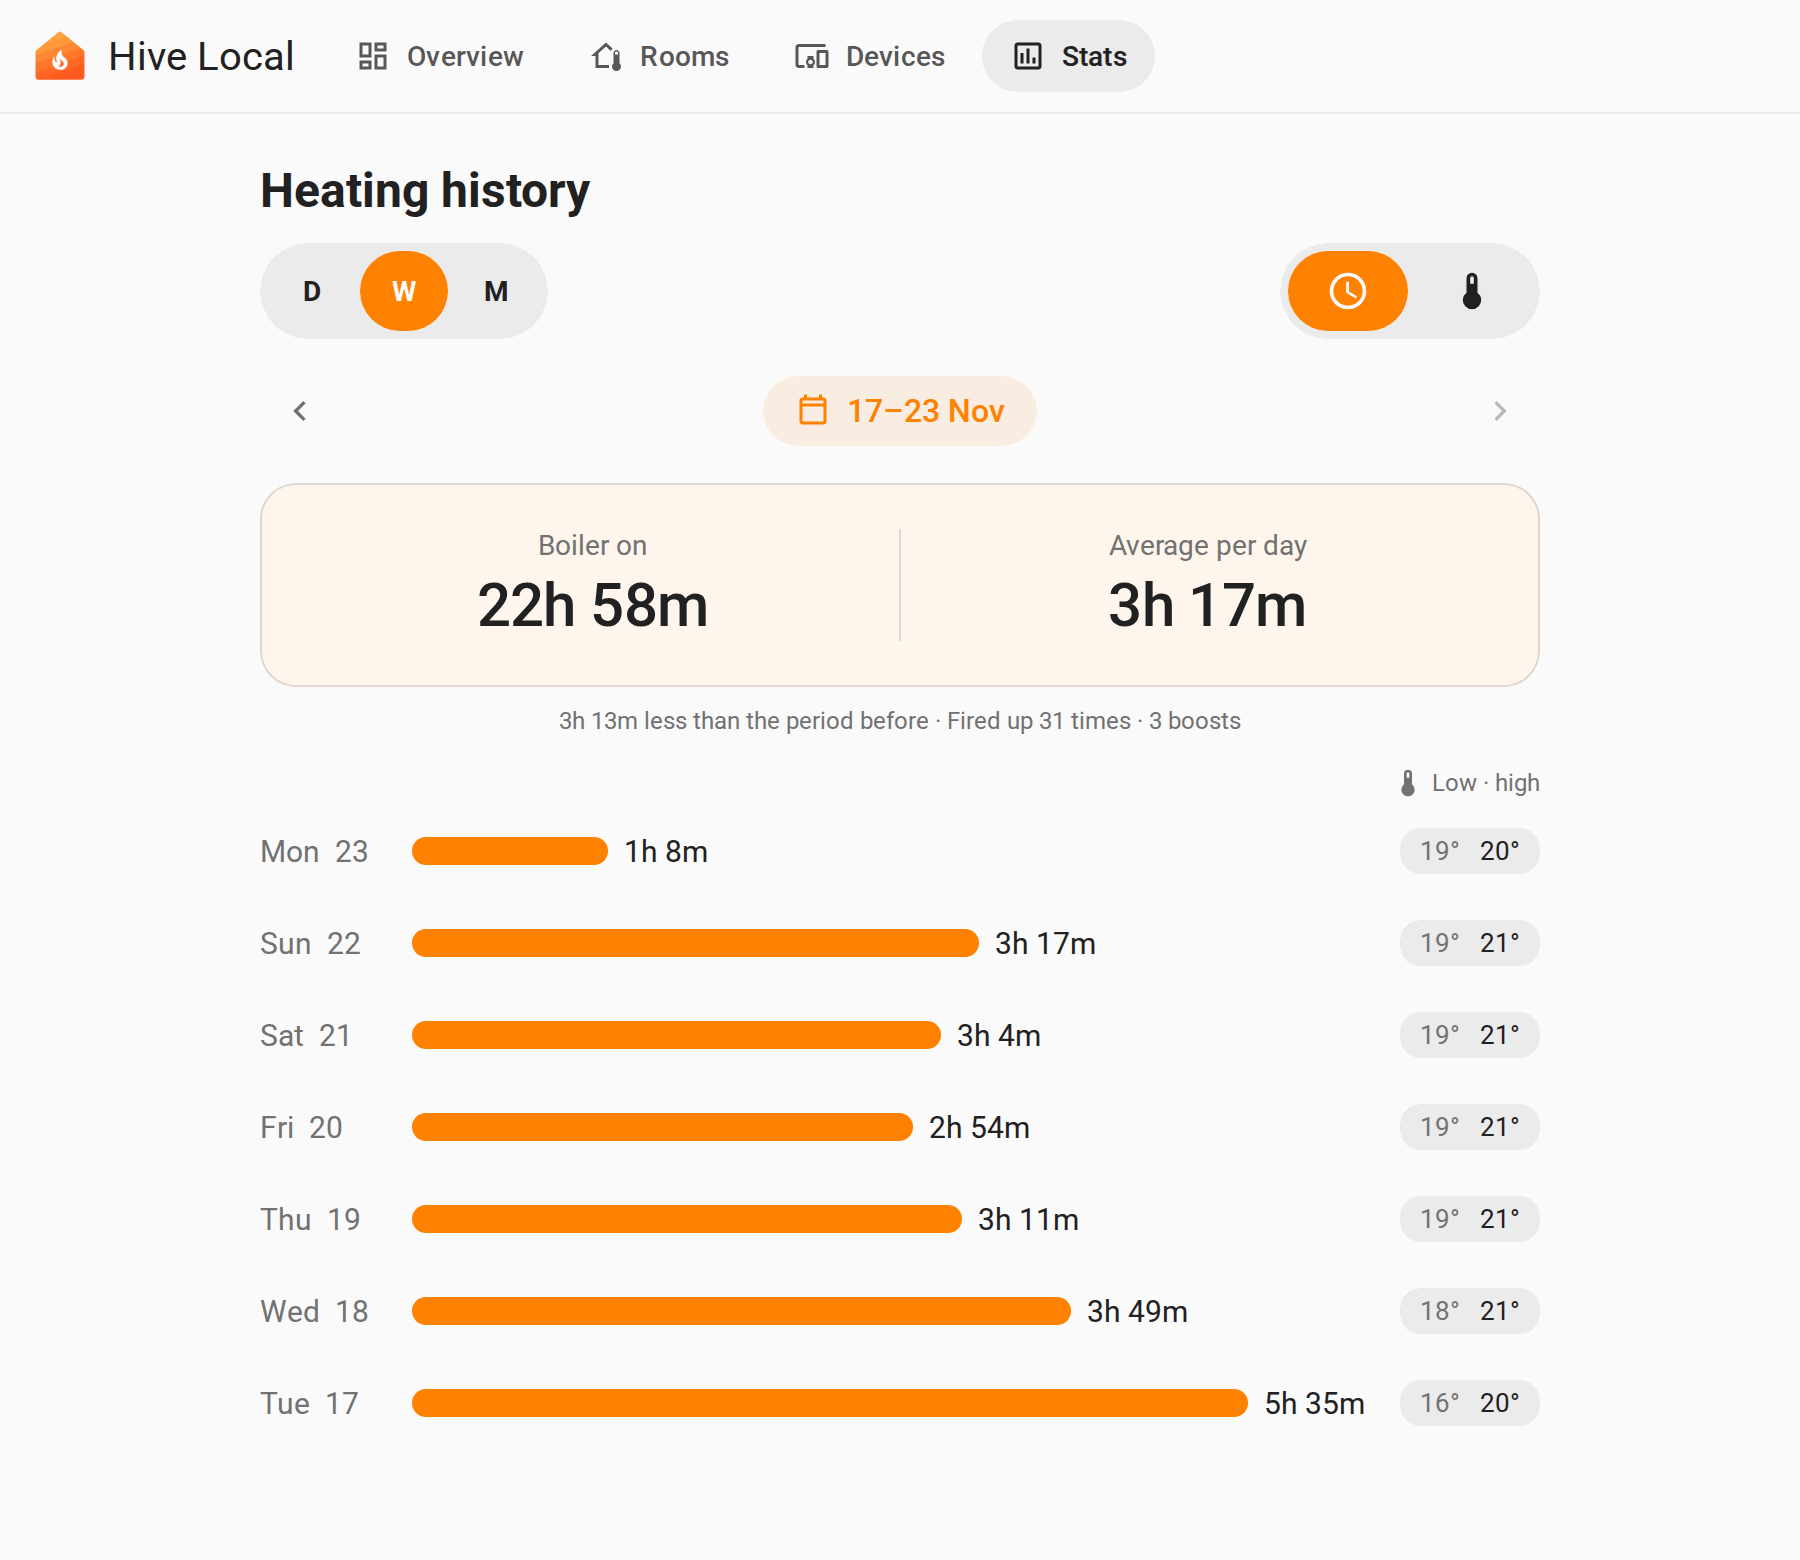 Hive Local
Overview
Rooms
Devices
Stats
Heating history
D W M
17–23 Nov
Boiler on
22h 58m
Average per day
3h 17m
3h 13m less than the period before · Fired up 31 times · 3 boosts
Low · high
Mon 23 1h 8m 19° 20°
Sun 22 3h 17m 19° 21°
Sat 21 3h 4m 19° 21°
Fri 20 2h 54m 19° 21°
Thu 19 3h 11m 19° 21°
Wed 18 3h 49m 18° 21°
Tue 17 5h 35m 16° 20°